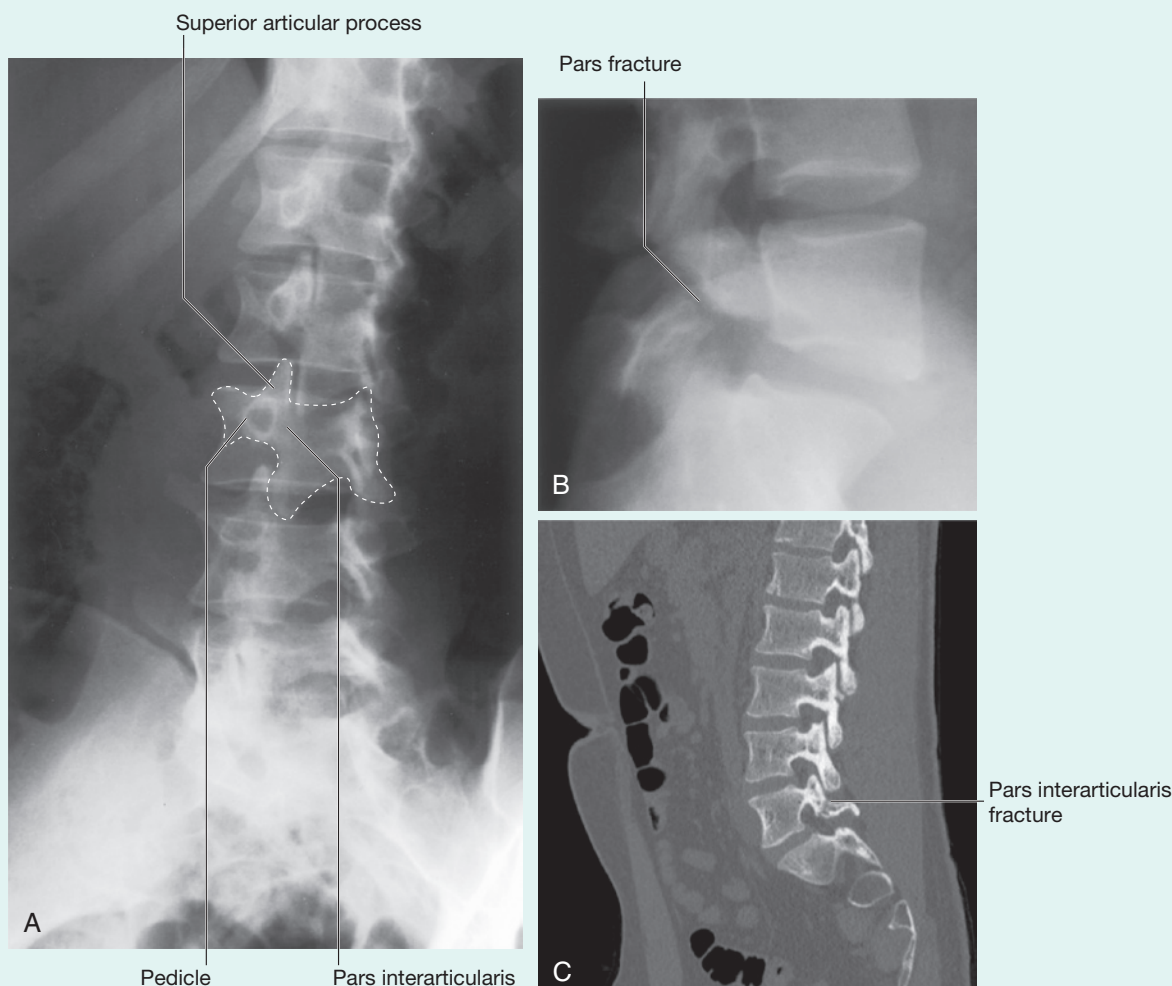 Superior articular process
Pars fracture
A
B
Pars interarticularis
fracture
C
Pedicle
Pars interarticularis